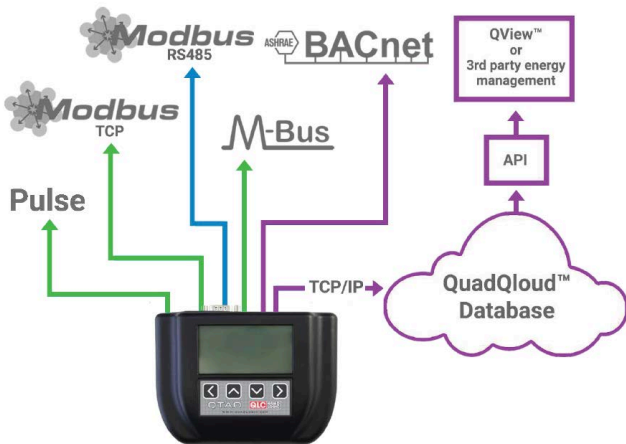 Modbus
RS485
ASHRAE BACnet
QView™
or
3rd party energy
management
Modbus
TCP
M-Bus
API
Pulse
TCP/IP
QuadQloud™
Database
QTAD QLC